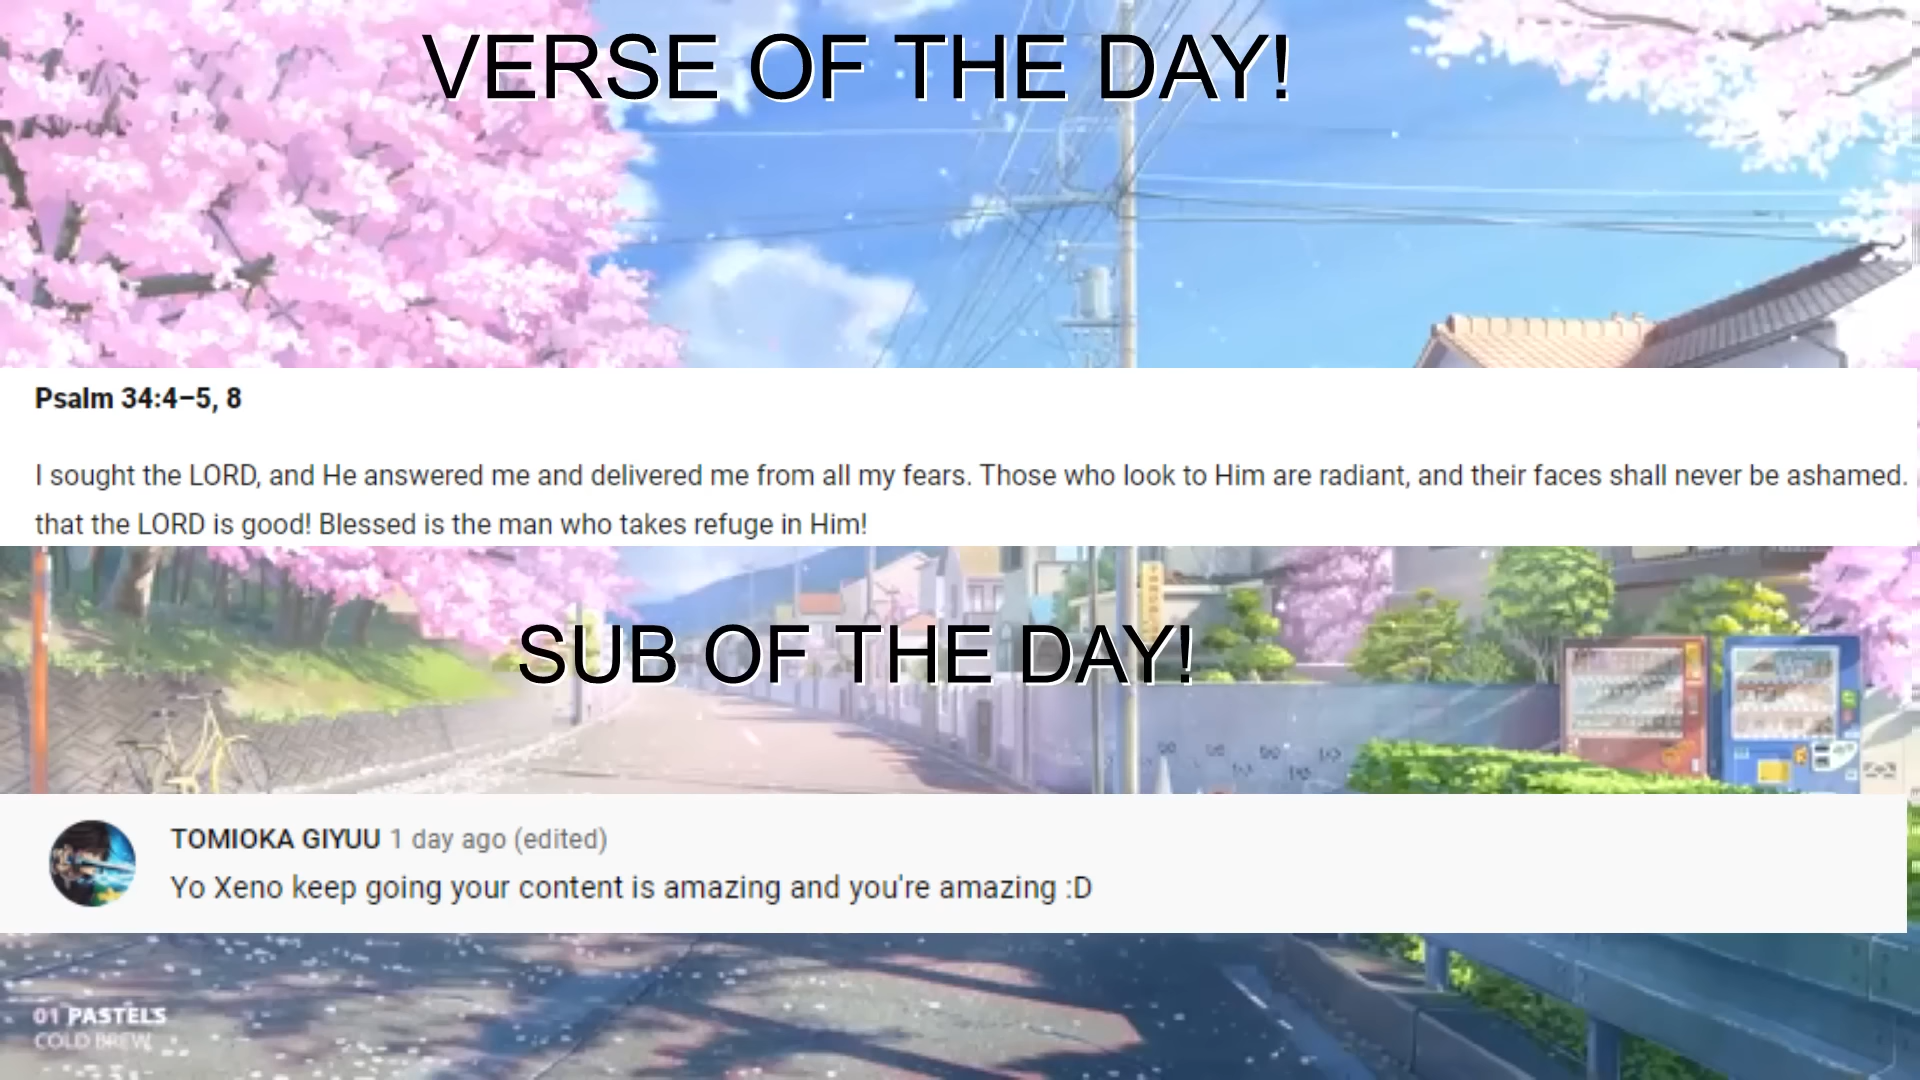 VERSE OF THE DAY!
Psalm 34:4–5, 8
I sought the LORD, and He answered me and delivered me from all my fears. Those who look to Him are radiant, and their faces shall never be ashamed.
that the LORD is good! Blessed is the man who takes refuge in Him!
SUB OF THE DAY!
TOMIOKA GIYUU 1 day ago (edited)
Yo Xeno keep going your content is amazing and you're amazing :D
01 PASTELS
COLD BREW